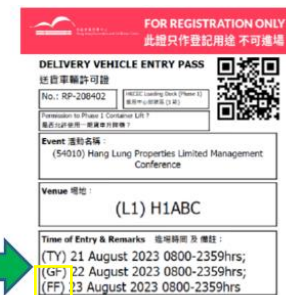 FOR REGISTRATION ONLY
此證只作登記用途 不可進場
DELIVERY VEHICLE ENTRY PASS
送貨車輛許可證
No.: RP-208402
HKCEC Loading Dock (Phase 1)
Permission to Phase 1 Container Lift ?
Event 活動名稱 :
(54010) Hang Lung Properties Limited Management
Conference
Venue 場地 :
(L1) H1ABC
Time of Entry & Remarks 進場時間 及 備註 :
(TY) 21 August 2023 0800-2359hrs;
(GF) 22 August 2023 0800-2359hrs;
(FF) 23 August 2023 0800-2359hrs